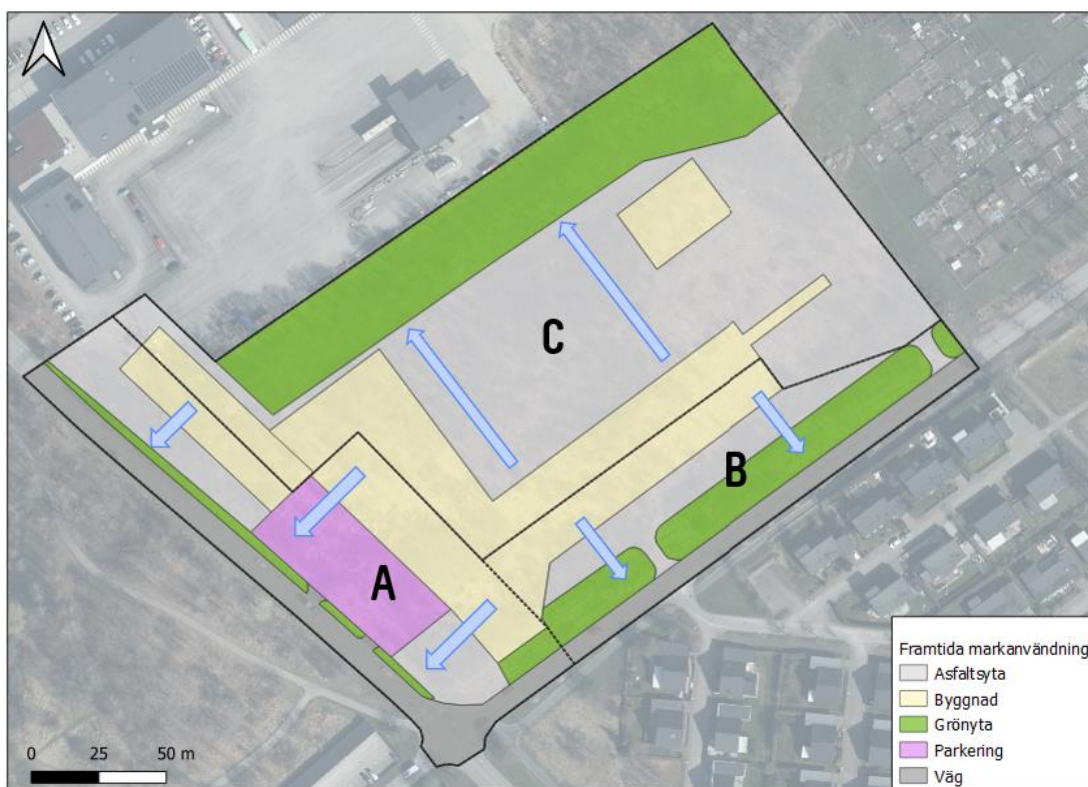 C
B
A
Framtida markanvändning
Asfaltsyta
Byggnad
Grönyta
Parkering
Väg
0 25 50 m